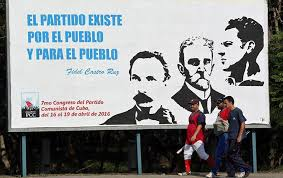 EL PARTIDO EXISTE
POR EL PUEBLO
Y PARA EL PUEBLO
Fidel Castro Ruz
7mo Congreso del Partido
Comunista de Cuba,
del 16 al 19 de abril de 2016